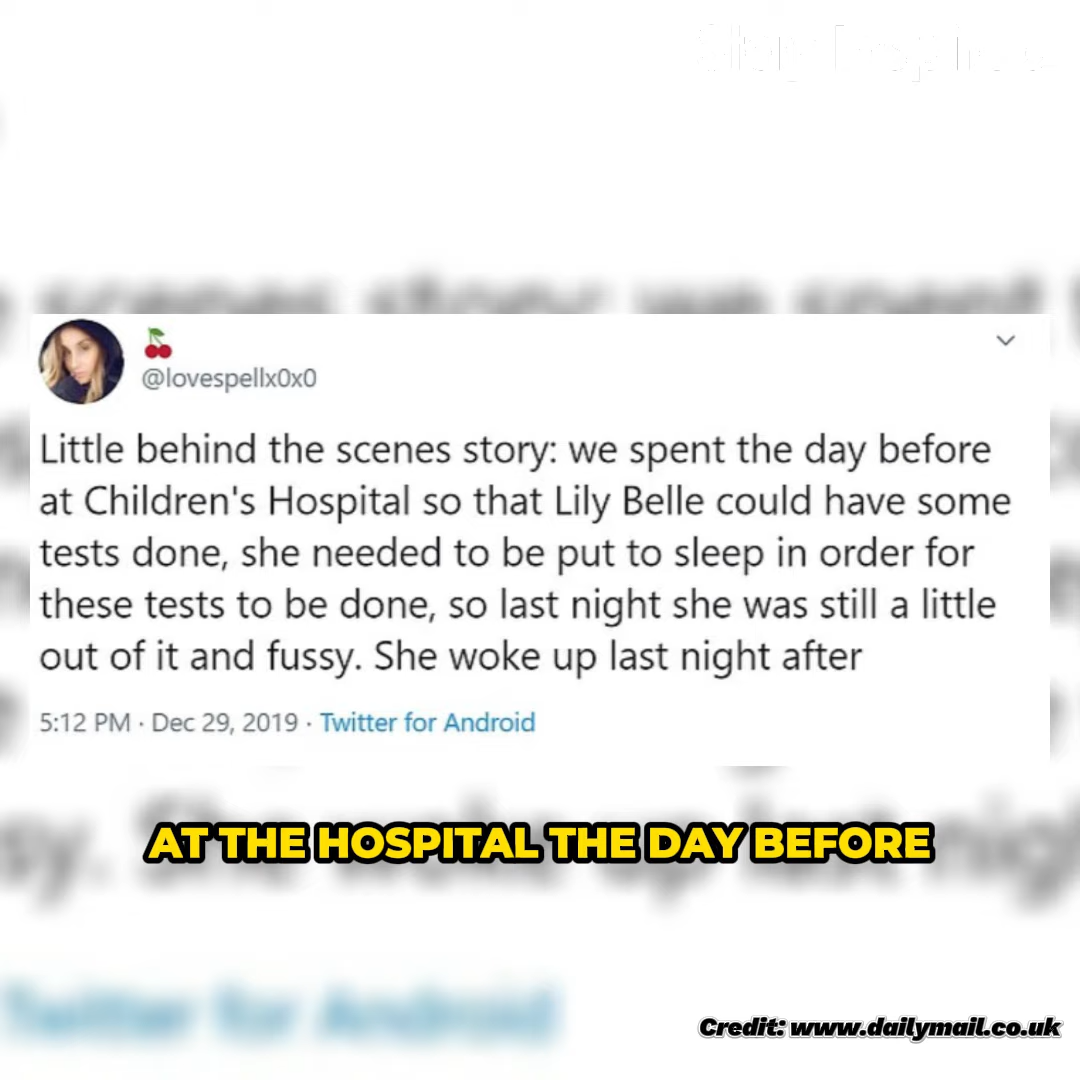 @lovespellx0x0
Little behind the scenes story: we spent the day before
at Children's Hospital so that Lily Belle could have some
tests done, she needed to be put to sleep in order for
these tests to be done, so last night she was still a little
out of it and fussy. She woke up last night after
5:12 PM · Dec 29, 2019 · Twitter for Android
AT THE HOSPITAL THE DAY BEFORE
Twitter for Android
Credit: www.dailymail.co.uk